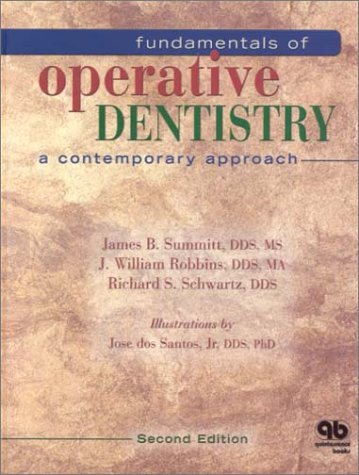 fundamentals of
operative
DENTISTRY
a contemporary approach
James B. Summitt, DDS, MS
J. William Robbins, DDS, MA
Richard S. Schwartz, DDS
Illustrations by
Jose dos Santos, Jr, DDS, PhD
Second Edition
qb
quintessence
books